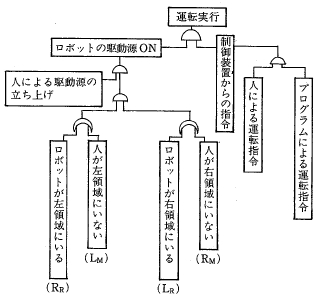 運転実行
ロボットの駆動源ON
制御装置からの指令
人による駆動源の
立ち上げ
人による運転指令
プログラムによる運転指令
ロボットが左領域にいる
人が左領域にいない
ロボットが右領域にいる
人が右領域にいない
(RR)
(LM)
(LR)
(RM)